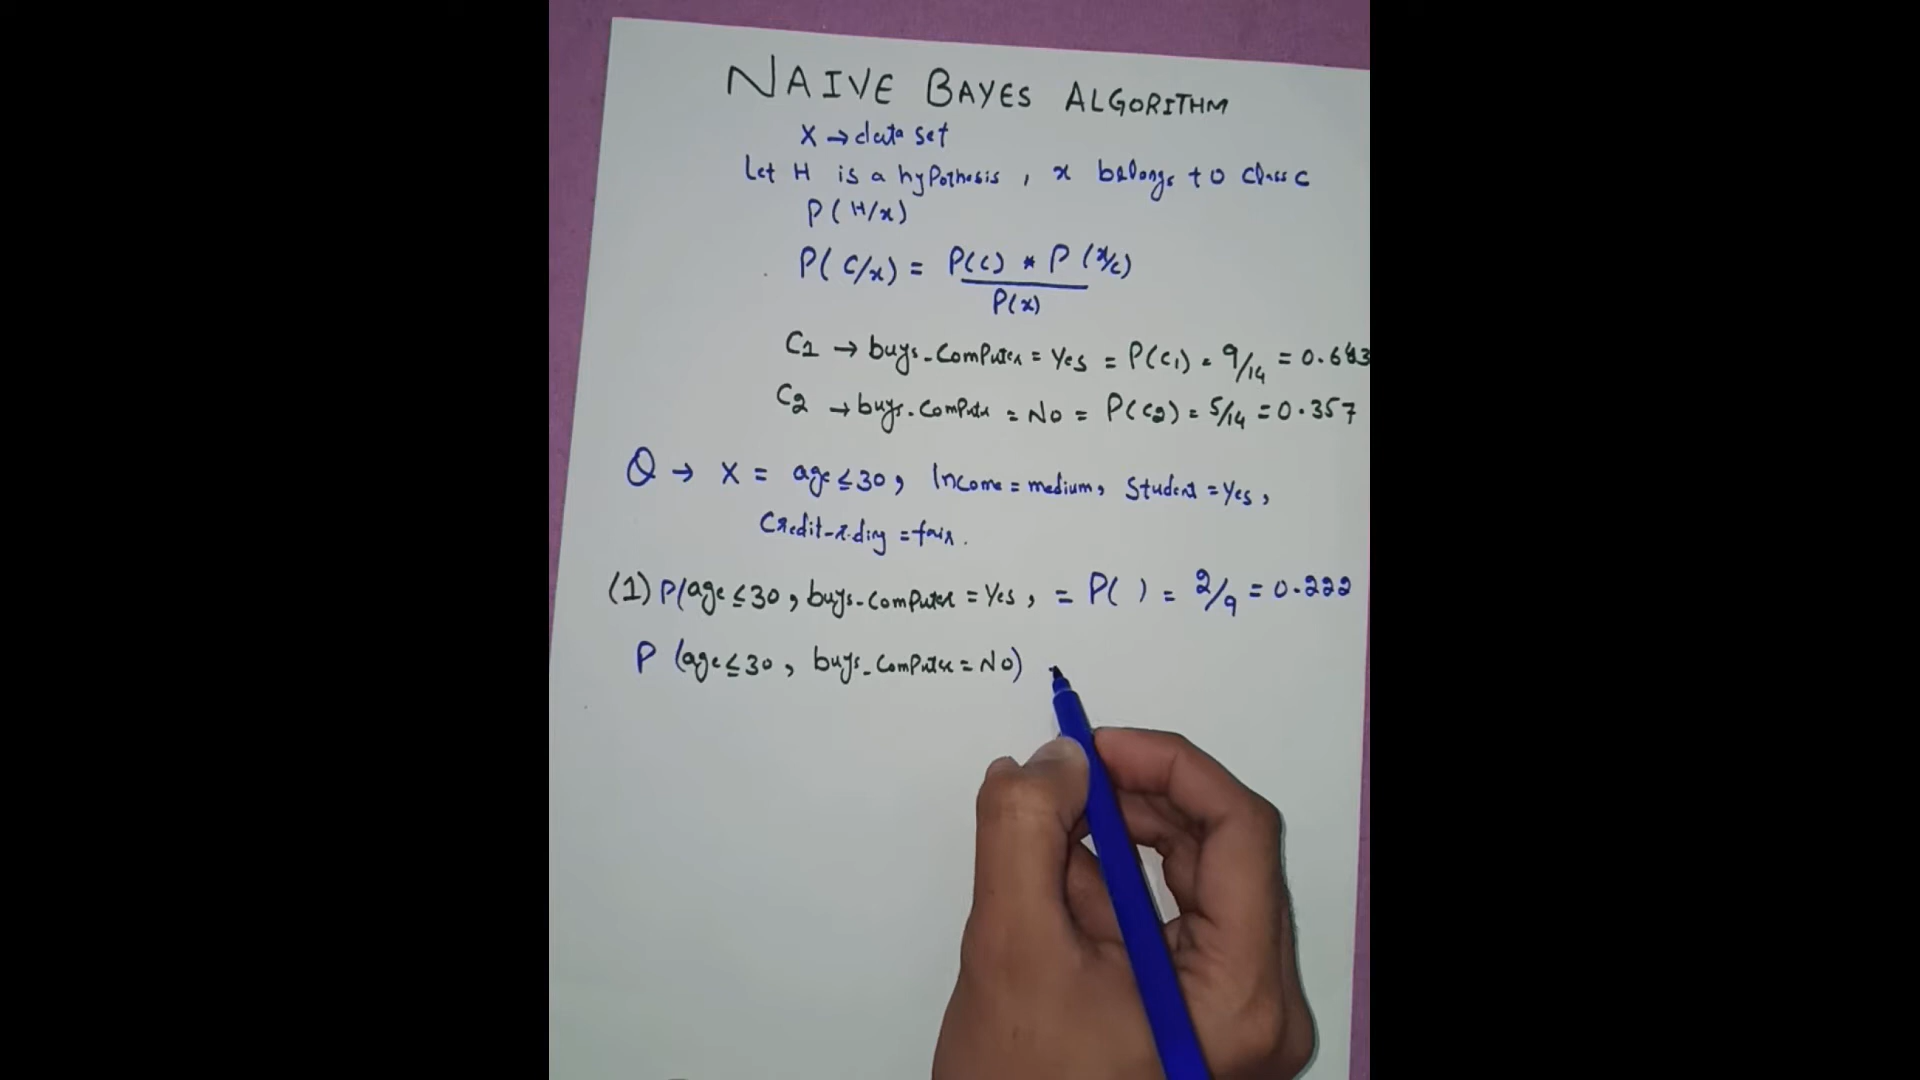 NAIVE BAYES ALGORITHM
X → data set
Let H is a hypothesis, x belongs to class C
P( H/x)
P( C/x) = P(C) * P (x/c)
P(x)
C1 → buys_computer = Yes = P(C1) = 9/14 = 0.643
C2 → buys_compute = No = P(C2) = 5/14 = 0.357
Q → X = age ≤ 30, Income = medium, Student = Yes,
Credit_ = fair.
(1) P(age ≤ 30, buys_computer = Yes, = P( ) = 2/9 = 0.222
P (age ≤ 30, buys_computer = NO)